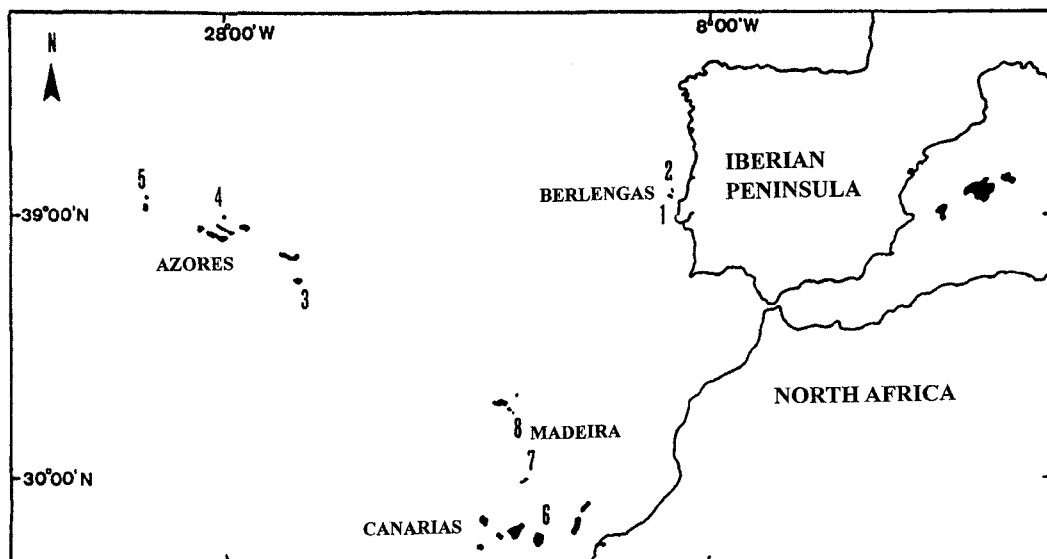 28°00'W
8°00'W
N
5
4
2
IBERIAN
PENINSULA
BERLENGAS
39°00'N
1
AZORES
3
NORTH AFRICA
8
MADEIRA
7
30°00'N
CANARIAS
6